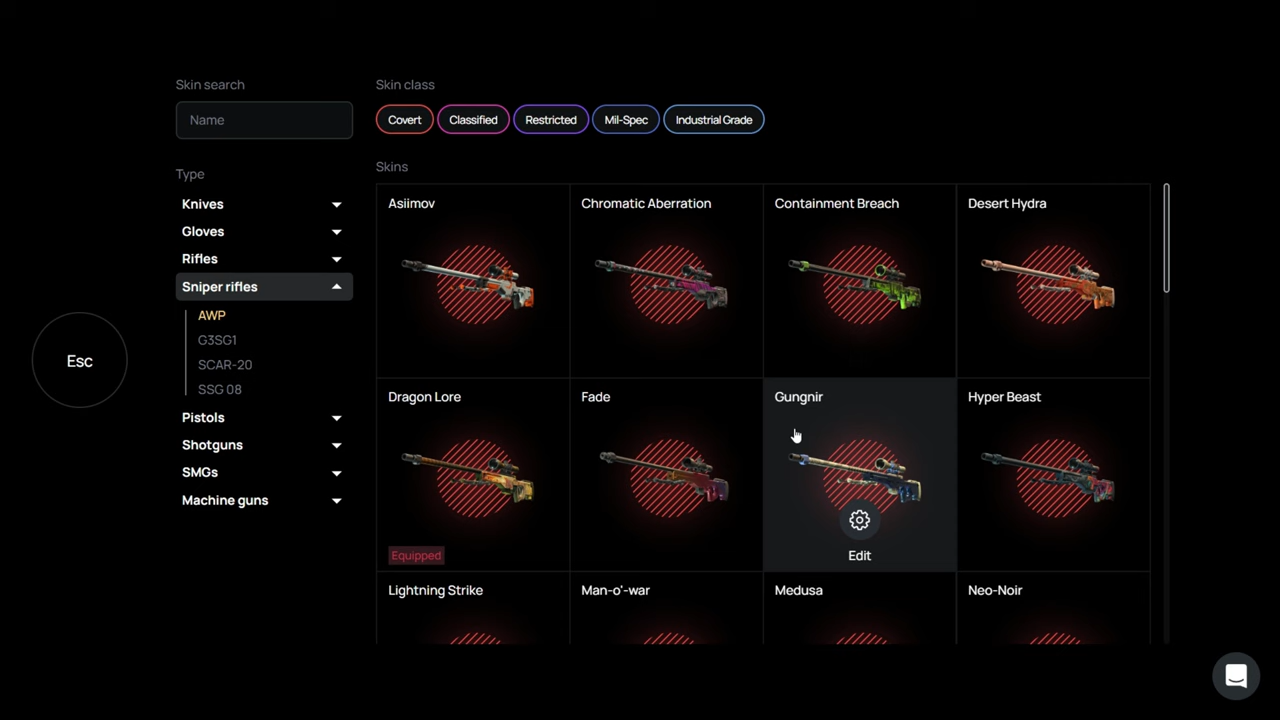 Skin search
Name
Type
Knives
Gloves
Rifles
Sniper rifles
AWP
G3SG1
SCAR-20
SSG 08
Pistols
Shotguns
SMGs
Machine guns
Esc
Skin class
Covert Classified Restricted Mil-Spec Industrial Grade
Skins
Asiimov Chromatic Aberration Containment Breach Desert Hydra
Dragon Lore Fade Gungnir Hyper Beast
Equipped Edit
Lightning Strike Man-o'-war Medusa Neo-Noir